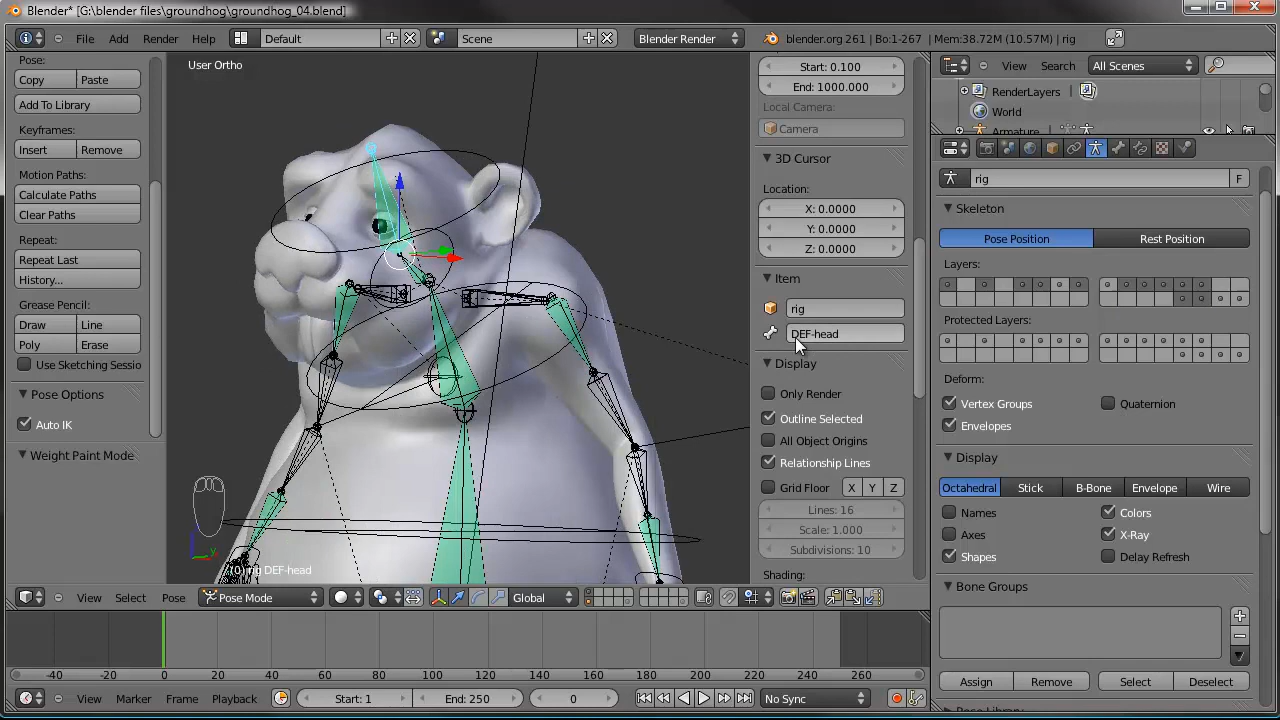 Blender* [G:\blender files\groundhog\groundhog_04.blend]
File Add Render Help Default Scene Blender Render blender.org 261 | Bo:1-267 | Mem:38.72M (10.57M) | rig
Pose:
Copy Paste
Add To Library
Keyframes:
Insert Remove
Motion Paths:
Calculate Paths
Clear Paths
Repeat:
Repeat Last
History...
Grease Pencil:
Draw Line
Poly Erase
Use Sketching Sessio
Pose Options
Auto IK
Weight Paint Mode
User Ortho
(0) rig DEF-head
Start: 0.100
End: 1000.000
Local Camera:
Camera
3D Cursor
Location:
X: 0.0000
Y: 0.0000
Z: 0.0000
Item
rig
DEF-head
Display
Only Render
Outline Selected
All Object Origins
Relationship Lines
Grid Floor X Y Z
Lines: 16
Scale: 1.000
Subdivisions: 10
Shading:
View Search All Scenes
RenderLayers |
World
Armature
rig F
Skeleton
Pose Position Rest Position
Layers:
Protected Layers:
Deform:
Vertex Groups Quaternion
Envelopes
Display
Octahedral Stick B-Bone Envelope Wire
Names Colors
Axes X-Ray
Shapes Delay Refresh
Bone Groups
Assign Remove Select Deselect
View Select Pose Pose Mode Global
-40 -20 0 20 40 60 80 100 120 140 160 180 200 220 240 260
View Marker Frame Playback Start: 1 End: 250 0 No Sync